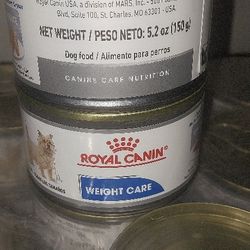 Royal Canin USA, a division of MARS, Inc.
Blvd, Suite 100, St. Charles, MO 63301 - USA
NET WEIGHT / PESO NETO: 5.2 oz (150 g)
Dog food / Alimento para perros
CANINE CARE NUTRITION
ROYAL CANIN
WEIGHT CARE